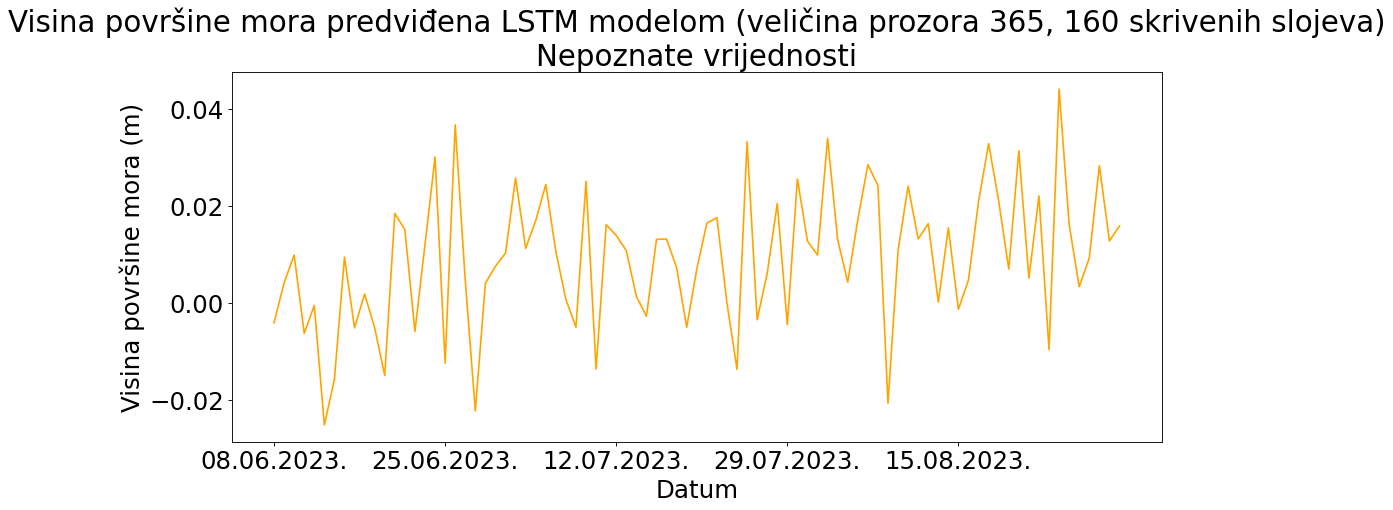 Visina površine mora predviđena LSTM modelom (veličina prozora 365, 160 skrivenih slojeva)
Nepoznate vrijednosti
Visina površine mora (m)
0.04
0.02
0.00
−0.02
08.06.2023. 25.06.2023. 12.07.2023. 29.07.2023. 15.08.2023.
Datum